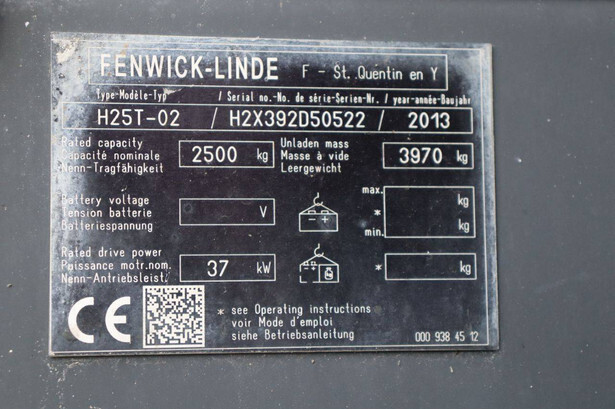 FENWICK-LINDE F - St. Quentin en Y
Type-Modèle-Typ / Serial no.-No. de série-Serien-Nr. / year-année-Baujahr
H25T-02 / H2X392D50522 / 2013
Rated capacity
Capacité nominale 2500 kg
Nenn-Tragfähigkeit
Unladen mass
Masse à vide 3970 kg
Leergewicht
Battery voltage
Tension batterie V
Batteriespannung
max. kg
*
min. kg
Rated drive power
Puissance motr.nom. 37 kW
Nenn-Antriebsleist.
* kg
CE
* see Operating instructions
voir Mode d'emploi
siehe Betriebsanleitung
000 938 45 12